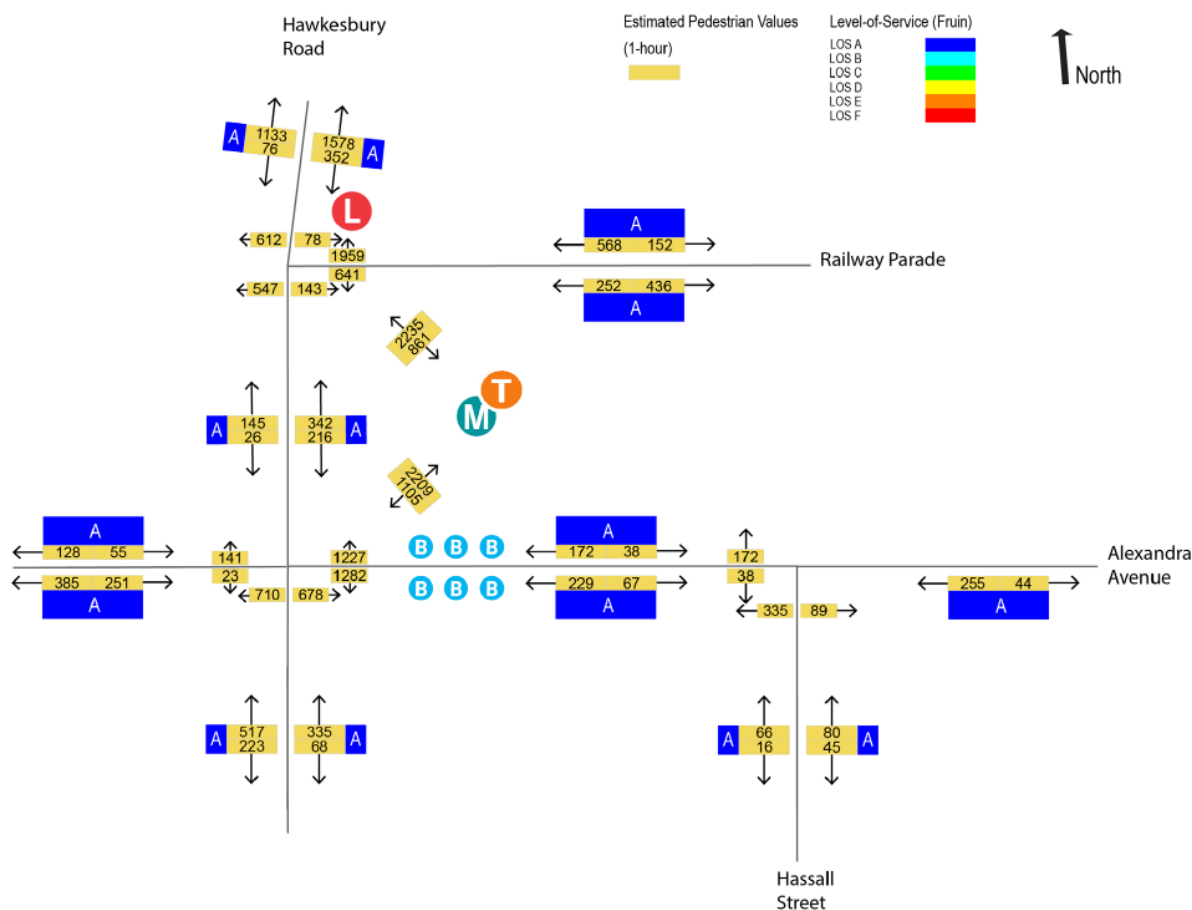 Hawkesbury
Road
Estimated Pedestrian Values
(1-hour)
Level-of-Service (Fruin)
LOS A
LOS B
LOS C
LOS D
LOS E
LOS F
North
A
1133
76
1578
352
A
L
612
78
1959
641
547
143
A
568
152
252
436
A
Railway Parade
2235
861
T
M
A
145
26
342
216
A
2209
1105
A
128
55
385
251
A
141
23
1227
1282
710
678
B B B
B B B
A
172
38
229
67
A
172
38
335
89
Alexandra
Avenue
255
44
A
A
517
223
335
68
A
A
66
16
80
45
A
Hassall
Street